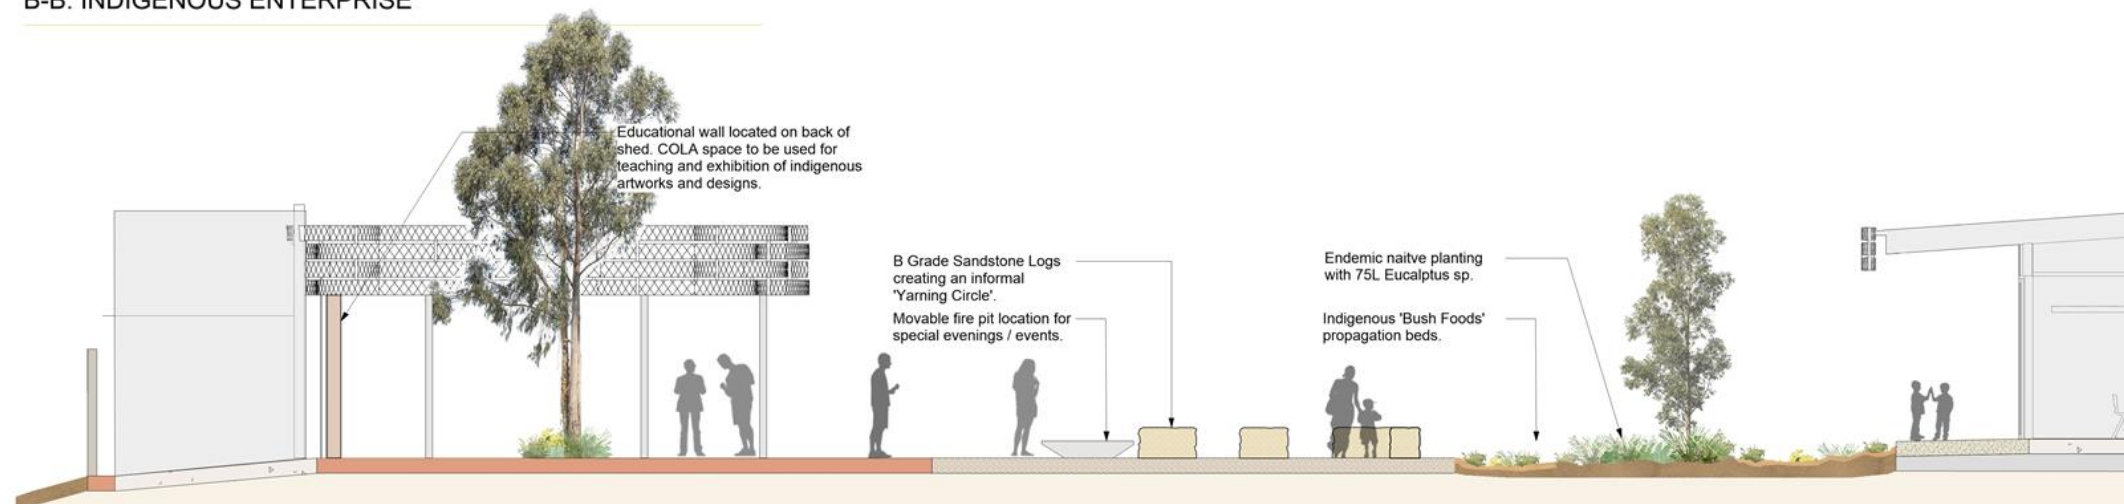 B-B: INDIGENOUS ENTERPRISE
Educational wall located on back of
shed. COLA space to be used for
teaching and exhibition of indigenous
artworks and designs.
B Grade Sandstone Logs
creating an informal
'Yarning Circle'.
Movable fire pit location for
special evenings / events.
Endemic naitve planting
with 75L Eucalptus sp.
Indigenous 'Bush Foods'
propagation beds.